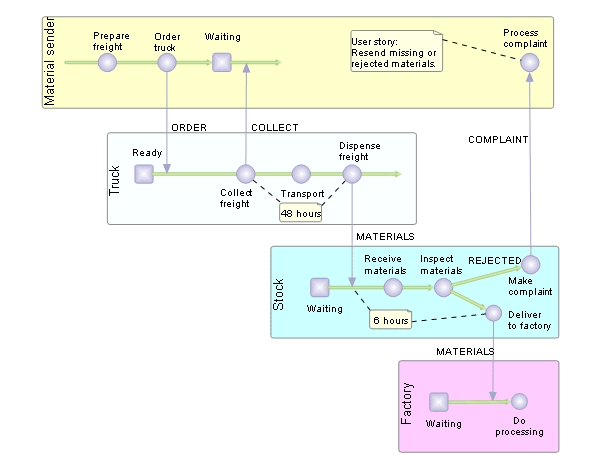 Material sender
Prepare
freight
Order
truck
Waiting
User story:
Resend missing or
rejected materials.
Process
complaint
ORDER
COLLECT
COMPLAINT
Truck
Ready
Collect
freight
Transport
Dispense
freight
48 hours
MATERIALS
Stock
Waiting
Receive
materials
Inspect
materials
REJECTED
Make
complaint
6 hours
Deliver
to factory
MATERIALS
Factory
Waiting
Do
processing